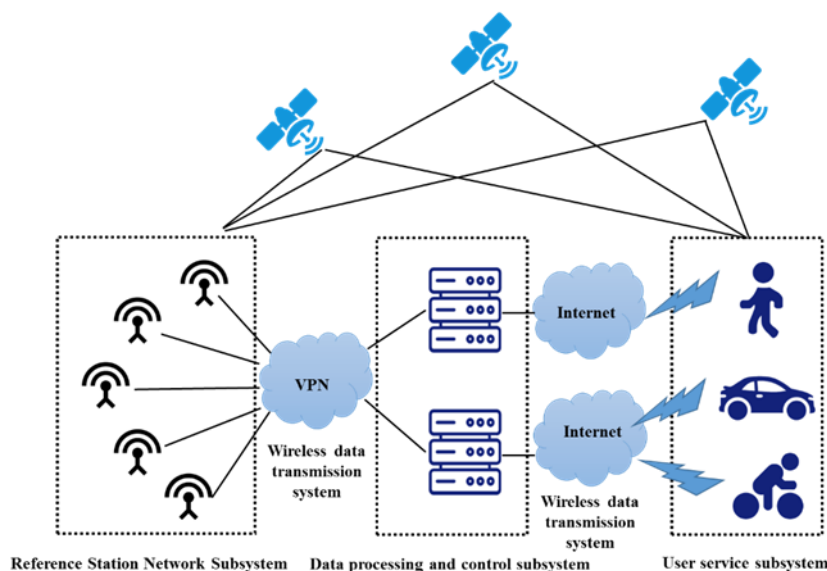 VPN
Wireless data
transmission
system
Internet
Internet
Wireless data
transmission
system
Reference Station Network Subsystem
Data processing and control subsystem
User service subsystem